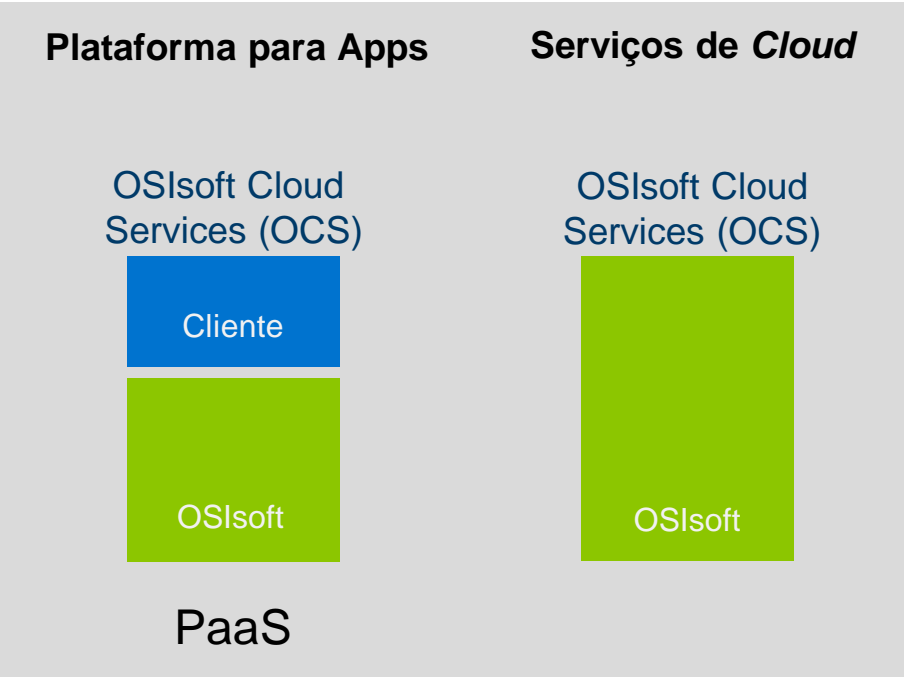 Plataforma para Apps
Serviços de Cloud
OSIsoft Cloud
Services (OCS)
Cliente
OSIsoft
PaaS
OSIsoft Cloud
Services (OCS)
OSIsoft